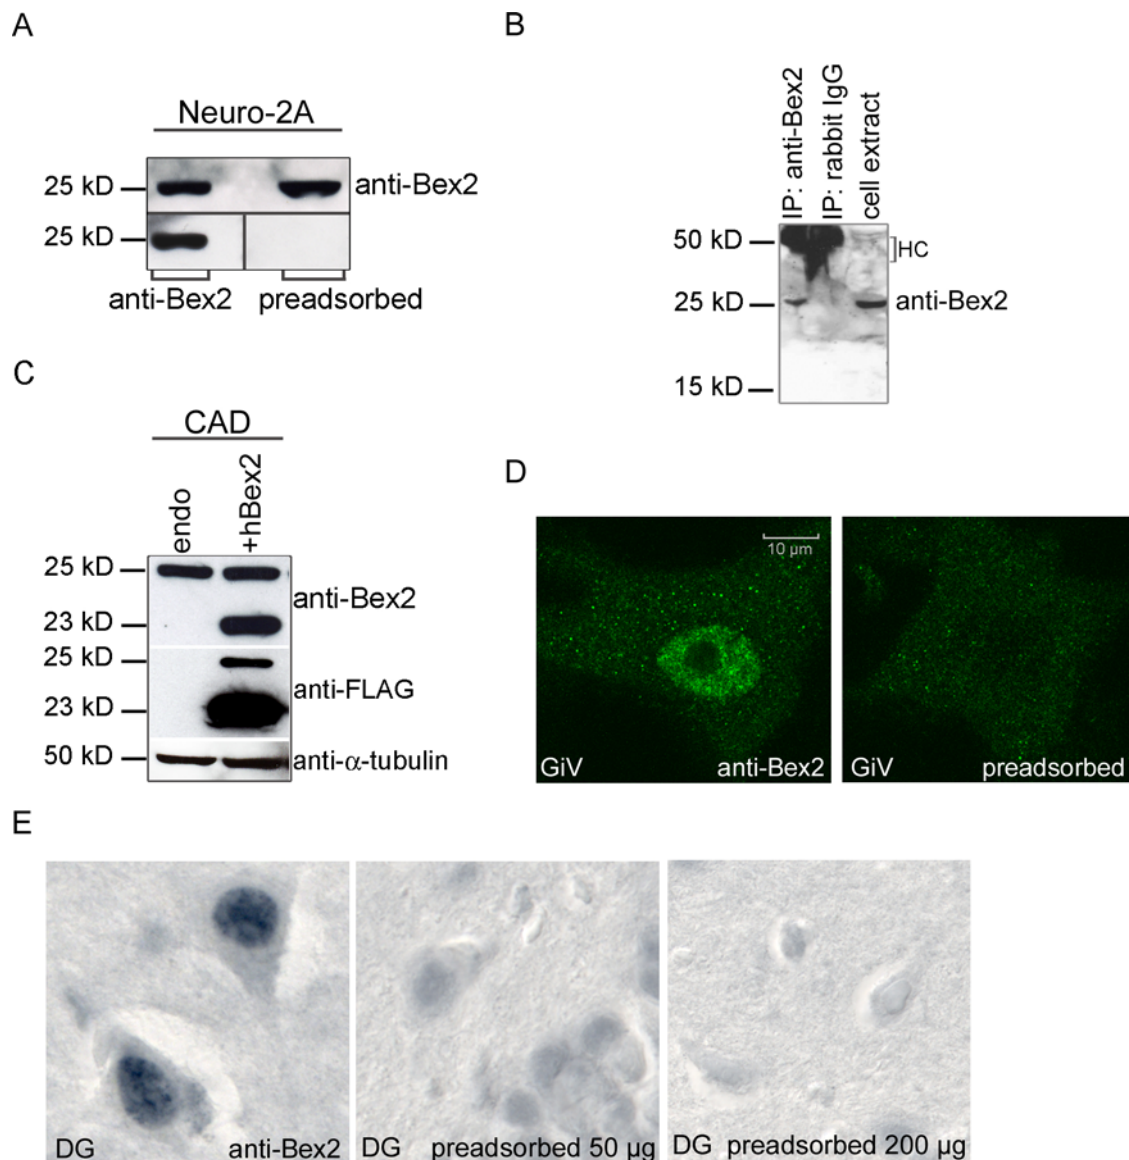 A
Neuro-2A
25 kD
anti-Bex2
25 kD
anti-Bex2
preadsorbed
B
IP: anti-Bex2
IP: rabbit IgG
cell extract
50 kD
HC
25 kD
anti-Bex2
15 kD
C
CAD
endo
+hBex2
25 kD
anti-Bex2
23 kD
25 kD
anti-FLAG
23 kD
50 kD
anti-α-tubulin
D
10 µm
GiV
anti-Bex2
GiV
preadsorbed
E
DG
anti-Bex2
DG
preadsorbed 50 µg
DG
preadsorbed 200 µg